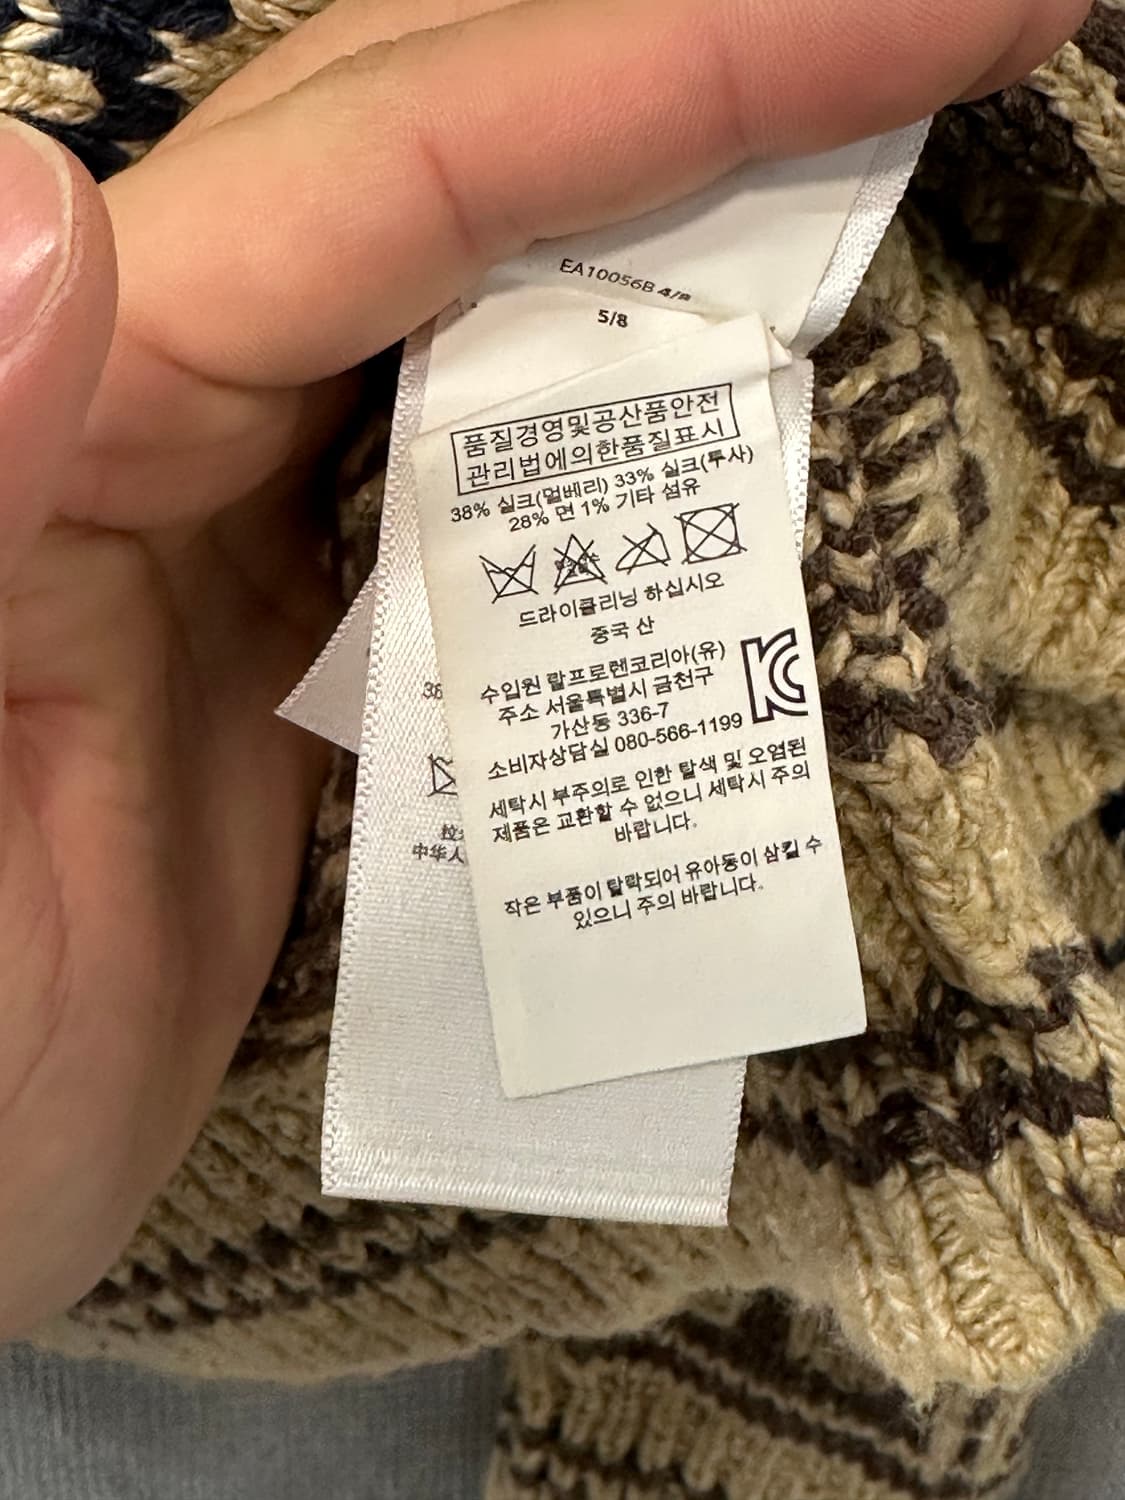 EA10056B 4/8
5/8
품질경영및공산품안전
관리법에의한품질표시
38% 실크(멀베리) 33% 실크(투사)
28% 면 1% 기타 섬유
드라이클리닝 하십시오
중국 산
수입원 랄프로렌코리아(유)
주소 서울특별시 금천구
가산동 336-7
소비자상담실 080-566-1199
세탁시 부주의로 인한 탈색 및 오염된
제품은 교환할 수 없으니 세탁시 주의
바랍니다.
작은 부품이 탈락되어 유아동이 삼킬 수
있으니 주의 바랍니다.
38
中华人